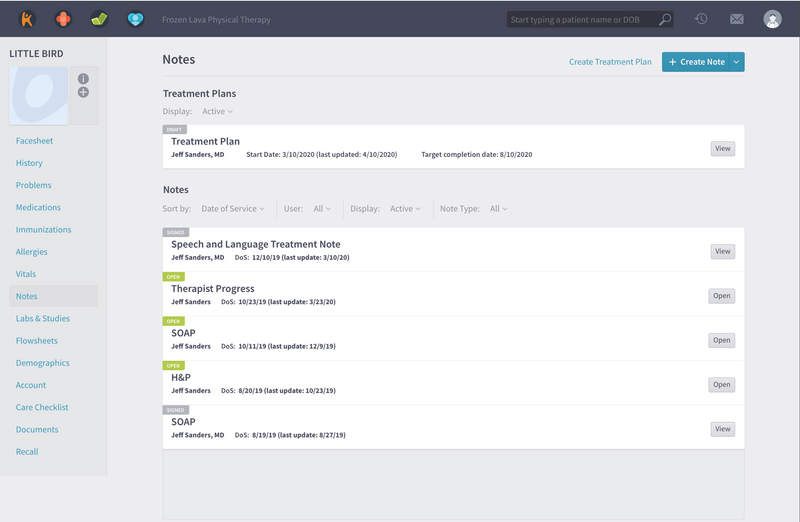 Frozen Lava Physical Therapy
Start typing a patient name or DOB
LITTLE BIRD
Facesheet
History
Problems
Medications
Immunizations
Allergies
Vitals
Notes
Labs & Studies
Flowsheets
Demographics
Account
Care Checklist
Documents
Recall
Notes
Create Treatment Plan
+ Create Note
Treatment Plans
Display: Active
DRAFT
Treatment Plan
View
Jeff Sanders, MD Start Date: 3/10/2020 (last updated: 4/10/2020) Target completion date: 8/10/2020
Notes
Sort by: Date of Service User: All Display: Active Note Type: All
SIGNED
Speech and Language Treatment Note
View
Jeff Sanders, MD DoS: 12/10/19 (last update: 3/10/20)
OPEN
Therapist Progress
Open
Jeff Sanders DoS: 10/23/19 (last update: 3/23/20)
OPEN
SOAP
Open
Jeff Sanders DoS: 10/11/19 (last update: 12/9/19)
OPEN
H&P
Open
Jeff Sanders DoS: 8/20/19 (last update: 10/23/19)
SIGNED
SOAP
View
Jeff Sanders, MD DoS: 8/19/19 (last update: 8/27/19)